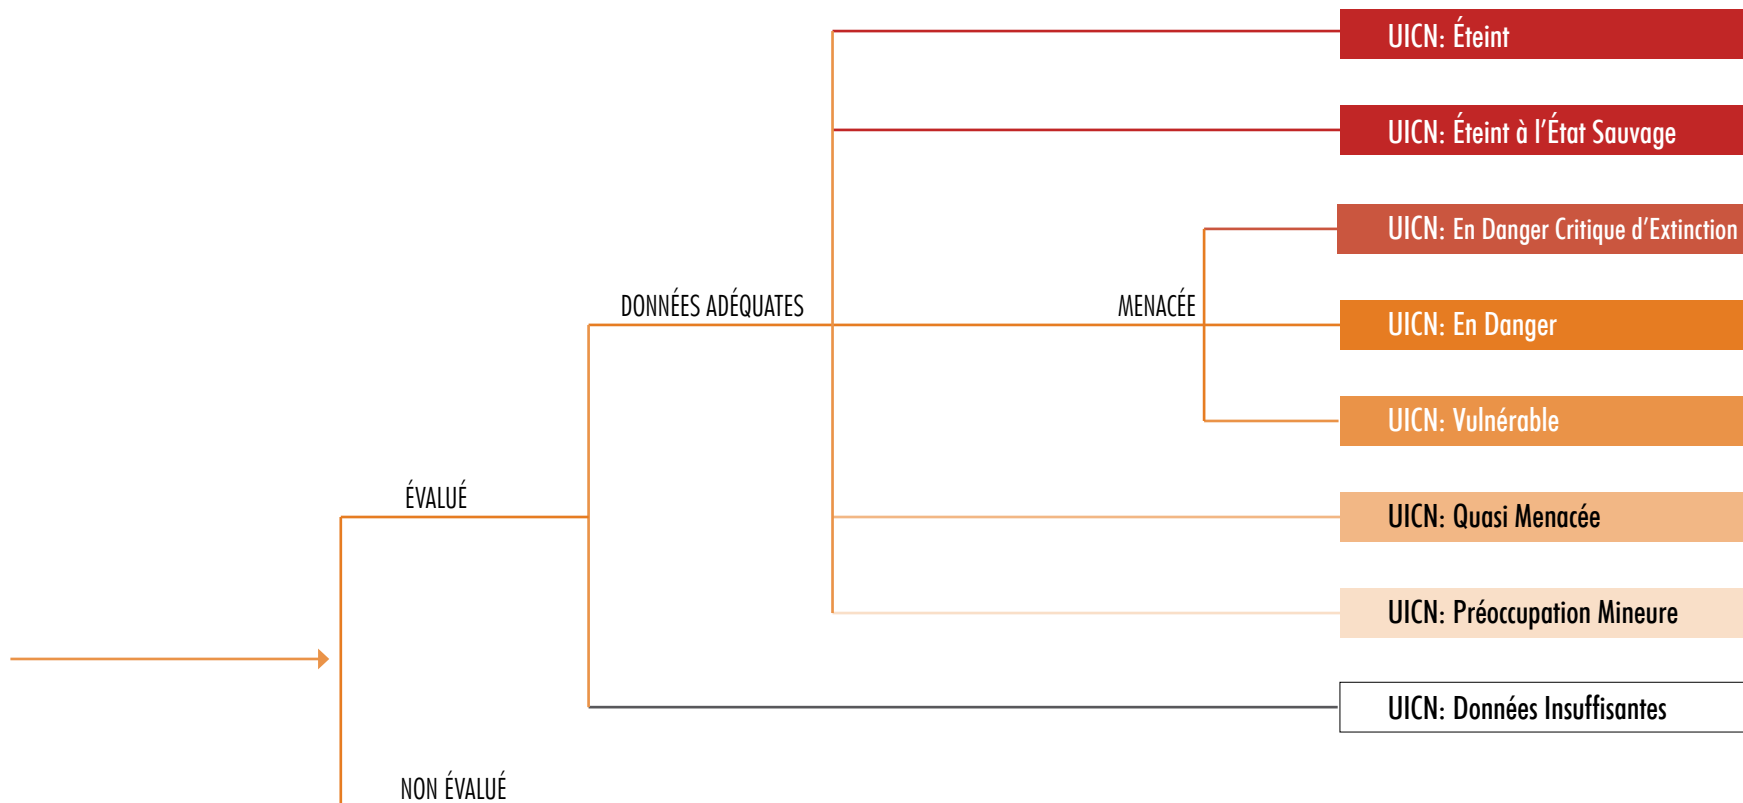 UICN: Éteint
UICN: Éteint à l’État Sauvage
UICN: En Danger Critique d’Extinction
DONNÉES ADÉQUATES
MENACÉE
UICN: En Danger
UICN: Vulnérable
ÉVALUÉ
UICN: Quasi Menacée
UICN: Préoccupation Mineure
UICN: Données Insuffisantes
NON ÉVALUÉ